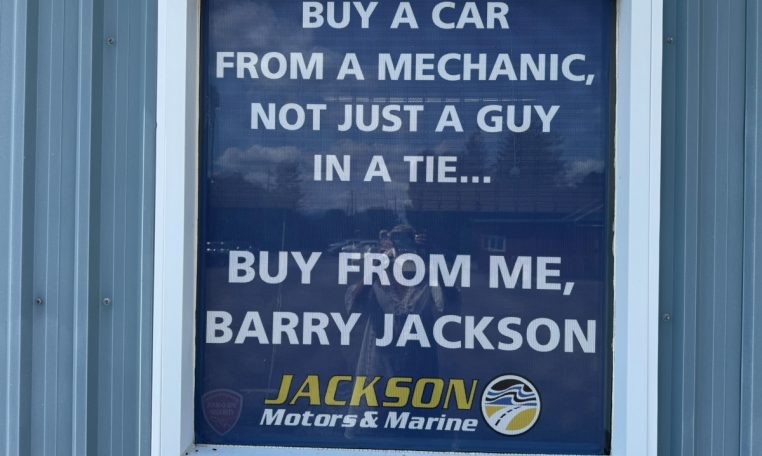 BUY A CAR
FROM A MECHANIC,
NOT JUST A GUY
IN A TIE...
BUY FROM ME,
BARRY JACKSON
JACKSON
Motors & Marine